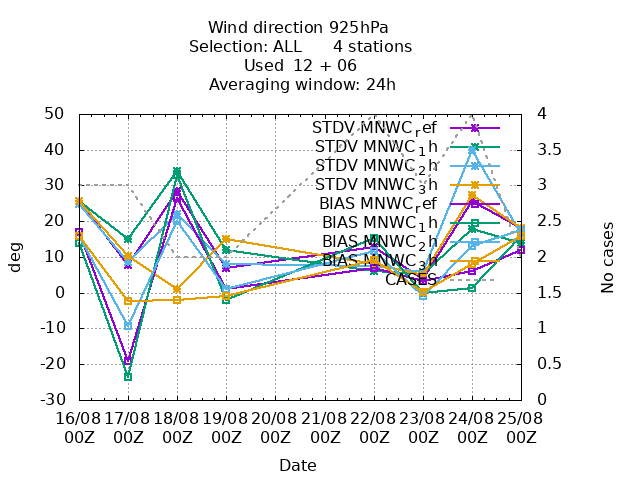 Wind direction 925hPa
Selection: ALL 4 stations
Used 12 + 06
Averaging window: 24h
50
40
30
20
10
0
-10
-20
-30
4
3.5
3
2.5
2
1.5
1
0.5
0
deg
No cases
STDV MNWC_ref
STDV MNWC_1h
STDV MNWC_2h
STDV MNWC_3h
BIAS MNWC_ref
BIAS MNWC_1h
BIAS MNWC_2h
BIAS MNWC_3h
CASES
16/08 17/08 18/08 19/08 20/08 21/08 22/08 23/08 24/08 25/08
00Z 00Z 00Z 00Z 00Z 00Z 00Z 00Z 00Z 00Z
Date